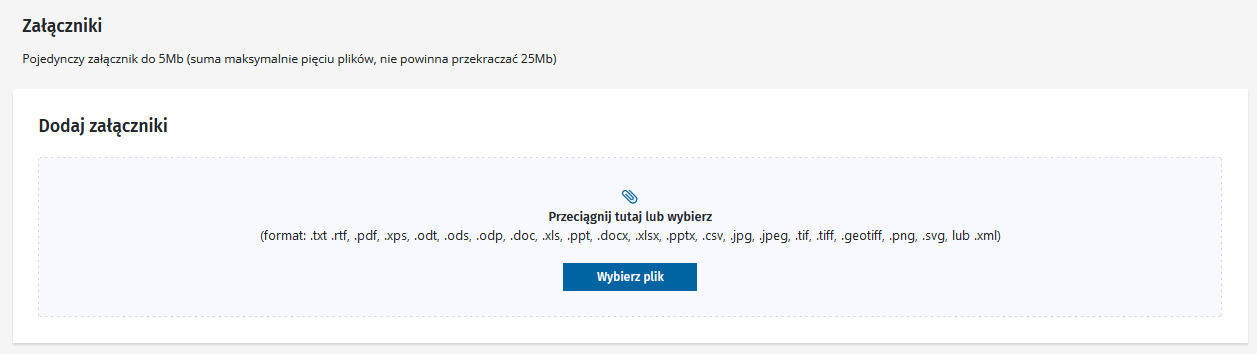 Załączniki
Pojedynczy załącznik do 5Mb (suma maksymalnie pięciu plików, nie powinna przekraczać 25Mb)
Dodaj załączniki
Przeciągnij tutaj lub wybierz
(format: .txt .rtf, .pdf, .xps, .odt, .ods, .odp, .doc, .xls, .ppt, .docx, .xlsx, .pptx, .csv, .jpg, .jpeg, .tif, .tiff, .geotiff, .png, .svg, lub .xml)
Wybierz plik